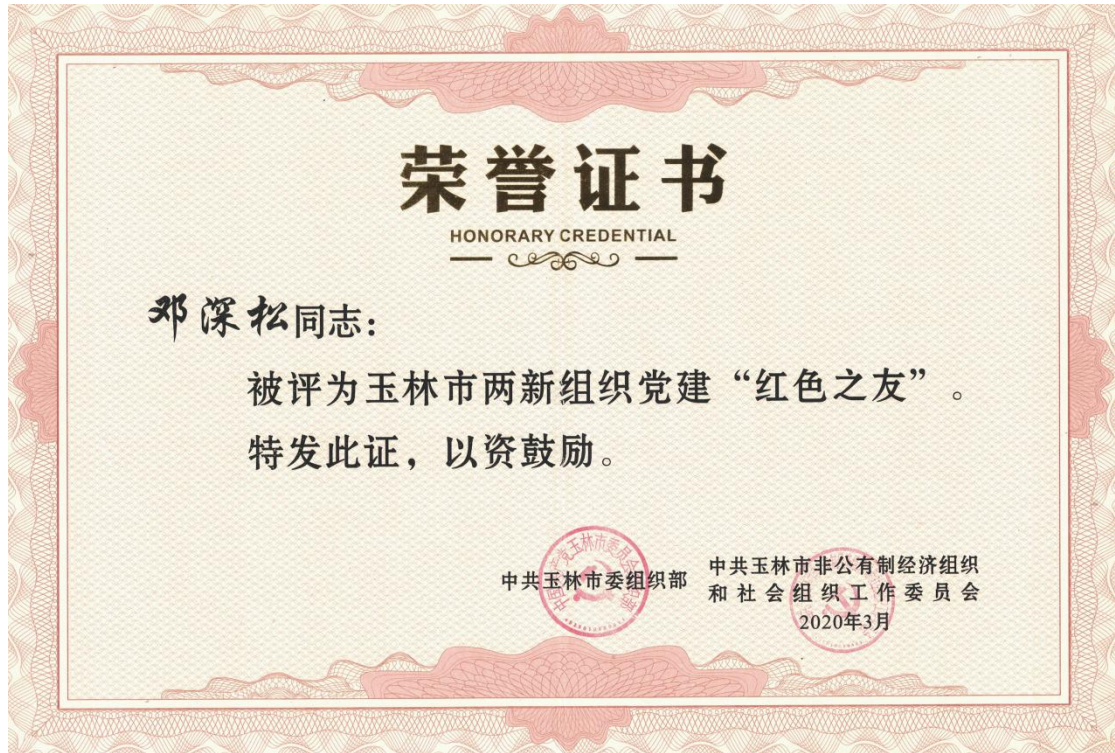 荣誉证书
HONORARY CREDENTIAL
邓深松同志：
被评为玉林市两新组织党建“红色之友”。
特发此证，以资鼓励。
中共玉林市委组织部
中共玉林市非公有制经济组织
和社会组织工作委员会
2020年3月